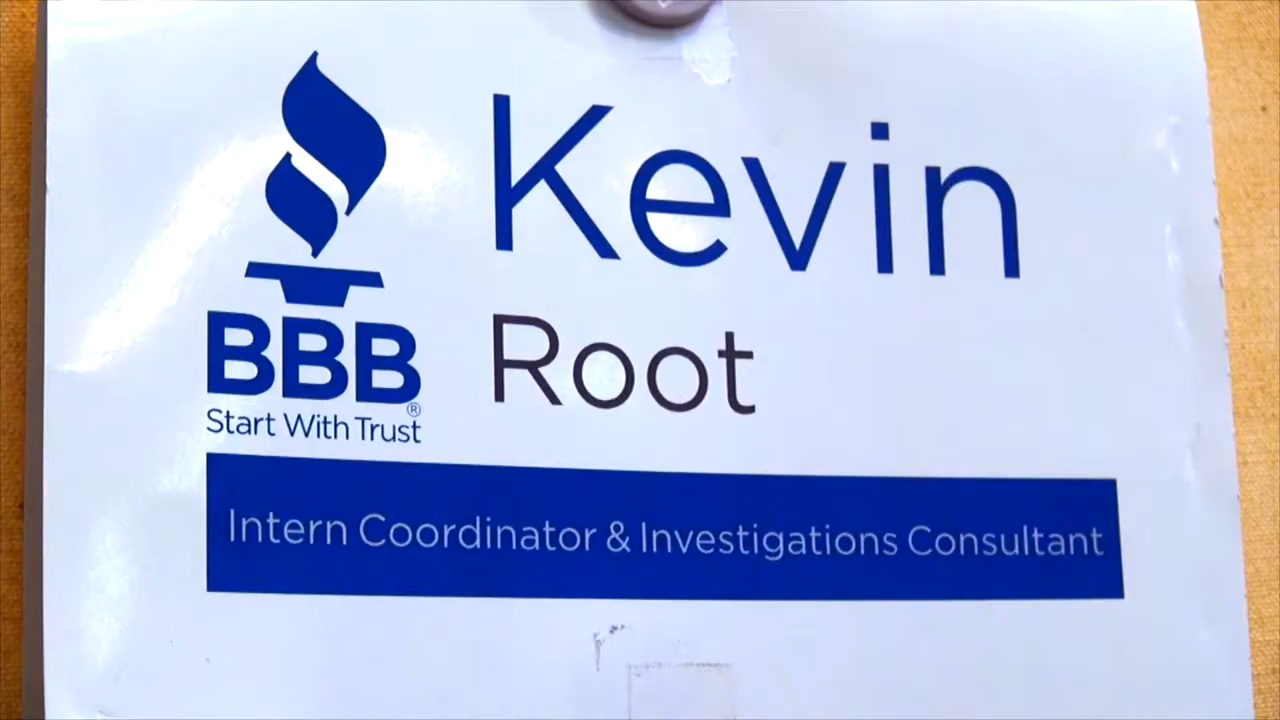 Kevin
Root
BBB®
Start With Trust
Intern Coordinator & Investigations Consultant